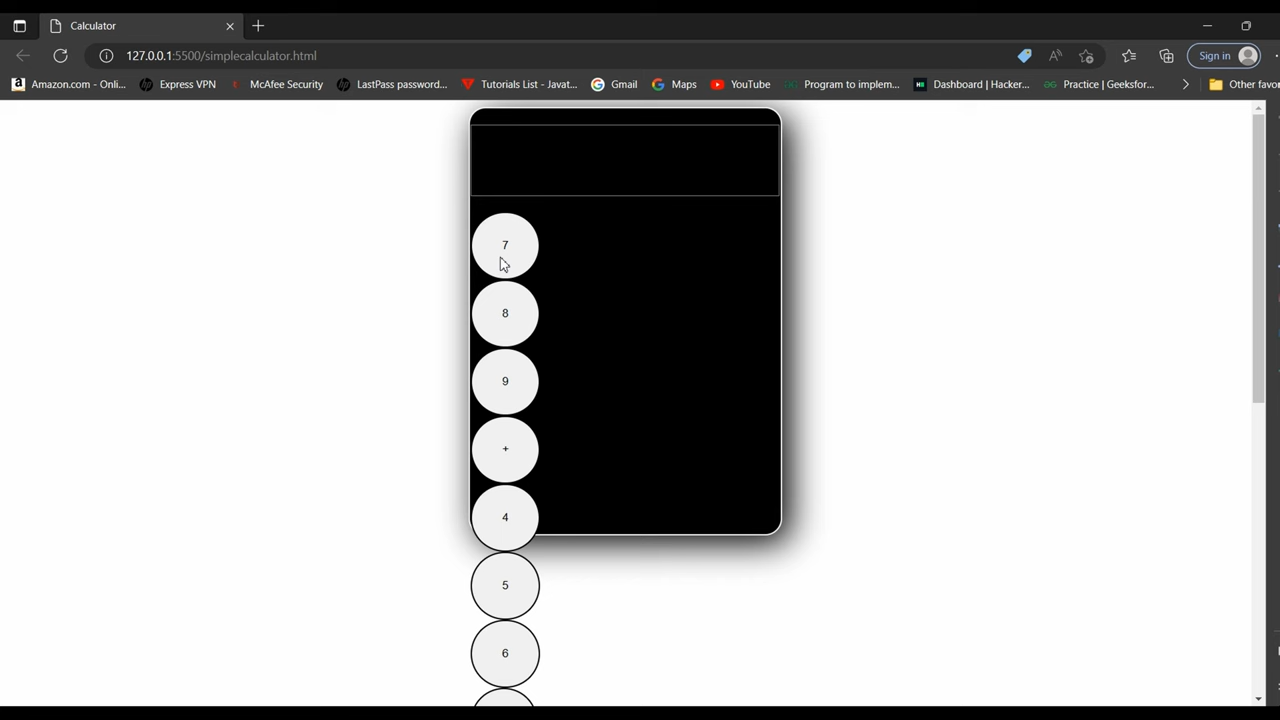 Calculator
127.0.0.1:5500/simplecalculator.html
Sign in
Amazon.com - Onli... Express VPN McAfee Security LastPass password... Tutorials List - Javat... Gmail Maps YouTube Program to implem... Dashboard | Hacker... Practice | Geeksfor... Other favor
7
8
9
+
4
5
6